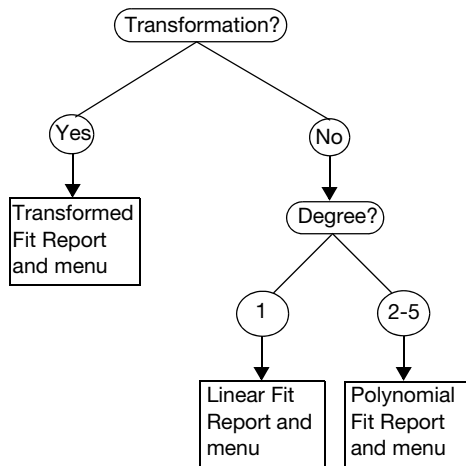 Transformation?
Yes
No
Transformed
Fit Report
and menu
Degree?
1
2-5
Linear Fit
Report and
menu
Polynomial
Fit Report
and menu